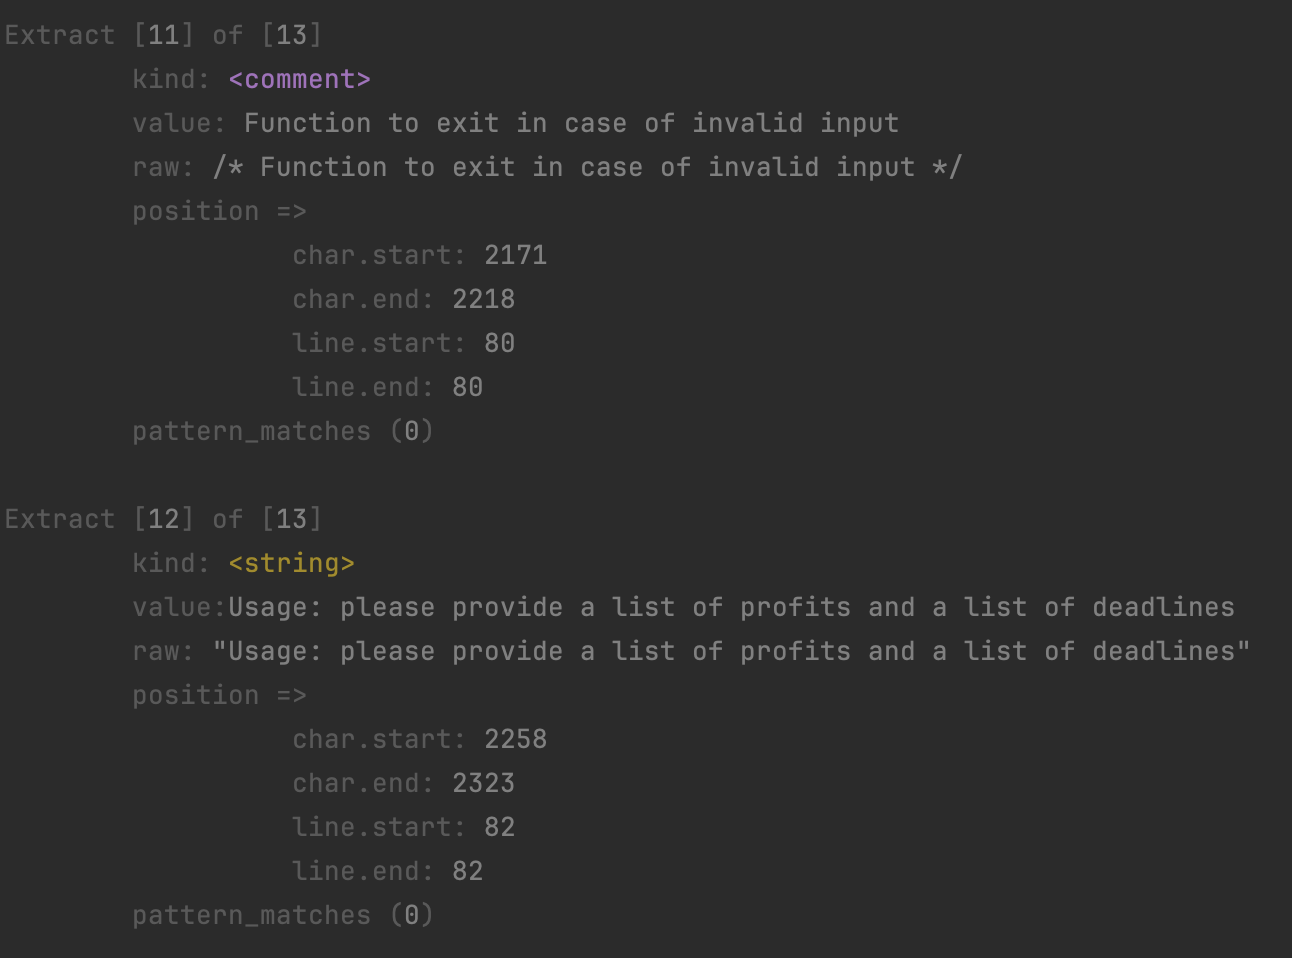 Extract [11] of [13]
kind: <comment>
value: Function to exit in case of invalid input
raw: /* Function to exit in case of invalid input */
position =>
char.start: 2171
char.end: 2218
line.start: 80
line.end: 80
pattern_matches (0)
Extract [12] of [13]
kind: <string>
value:Usage: please provide a list of profits and a list of deadlines
raw: "Usage: please provide a list of profits and a list of deadlines"
position =>
char.start: 2258
char.end: 2323
line.start: 82
line.end: 82
pattern_matches (0)